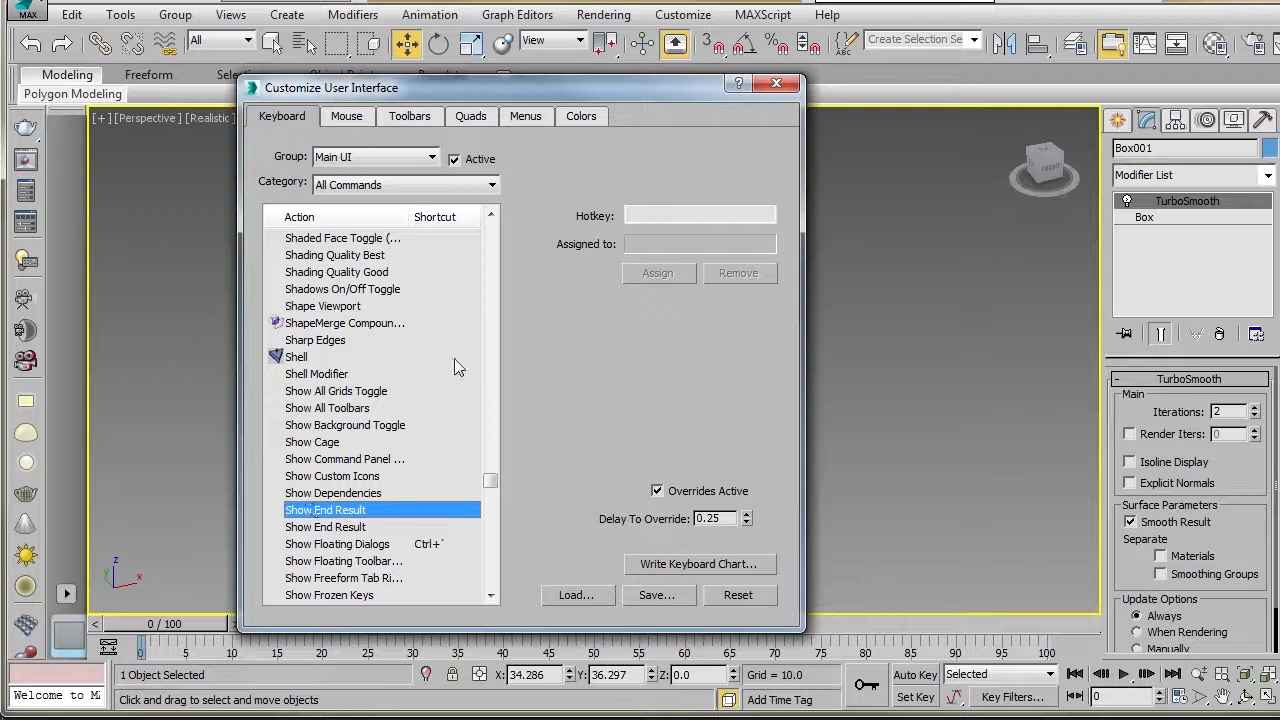 MAX
Edit Tools Group Views Create Modifiers Animation Graph Editors Rendering Customize MAXScript Help
All View Create Selection Se
Modeling Freeform
Polygon Modeling
[+][Perspective][Realistic
Customize User Interface
Keyboard Mouse Toolbars Quads Menus Colors
Group: Main UI Active
Category: All Commands
Action Shortcut
Shaded Face Toggle (...
Shading Quality Best
Shading Quality Good
Shadows On/Off Toggle
Shape Viewport
ShapeMerge Compoun...
Sharp Edges
Shell
Shell Modifier
Show All Grids Toggle
Show All Toolbars
Show Background Toggle
Show Cage
Show Command Panel ...
Show Custom Icons
Show Dependencies
Show End Result
Show End Result
Show Floating Dialogs Ctrl+`
Show Floating Toolbar...
Show Freeform Tab Ri...
Show Frozen Keys
Hotkey:
Assigned to:
Assign Remove
Overrides Active
Delay To Override: 0.25
Write Keyboard Chart...
Load... Save... Reset
FRONT
z
x
y
Box001
Modifier List
TurboSmooth
Box
- TurboSmooth
Main
Iterations: 2
Render Iters: 0
Isoline Display
Explicit Normals
Surface Parameters
Smooth Result
Separate
Materials
Smoothing Groups
Update Options
Always
When Rendering
Manually
< 0 / 100 >
0 5 10 15 20 25 30 35 40 45 50 55 60 65 70 75 80 85 90 95 100
1 Object Selected X: 34.286 Y: 36.297 Z: 0.0 Grid = 10.0 Auto Key Selected
Welcome to MA Click and drag to select and move objects Add Time Tag Set Key Key Filters... 0